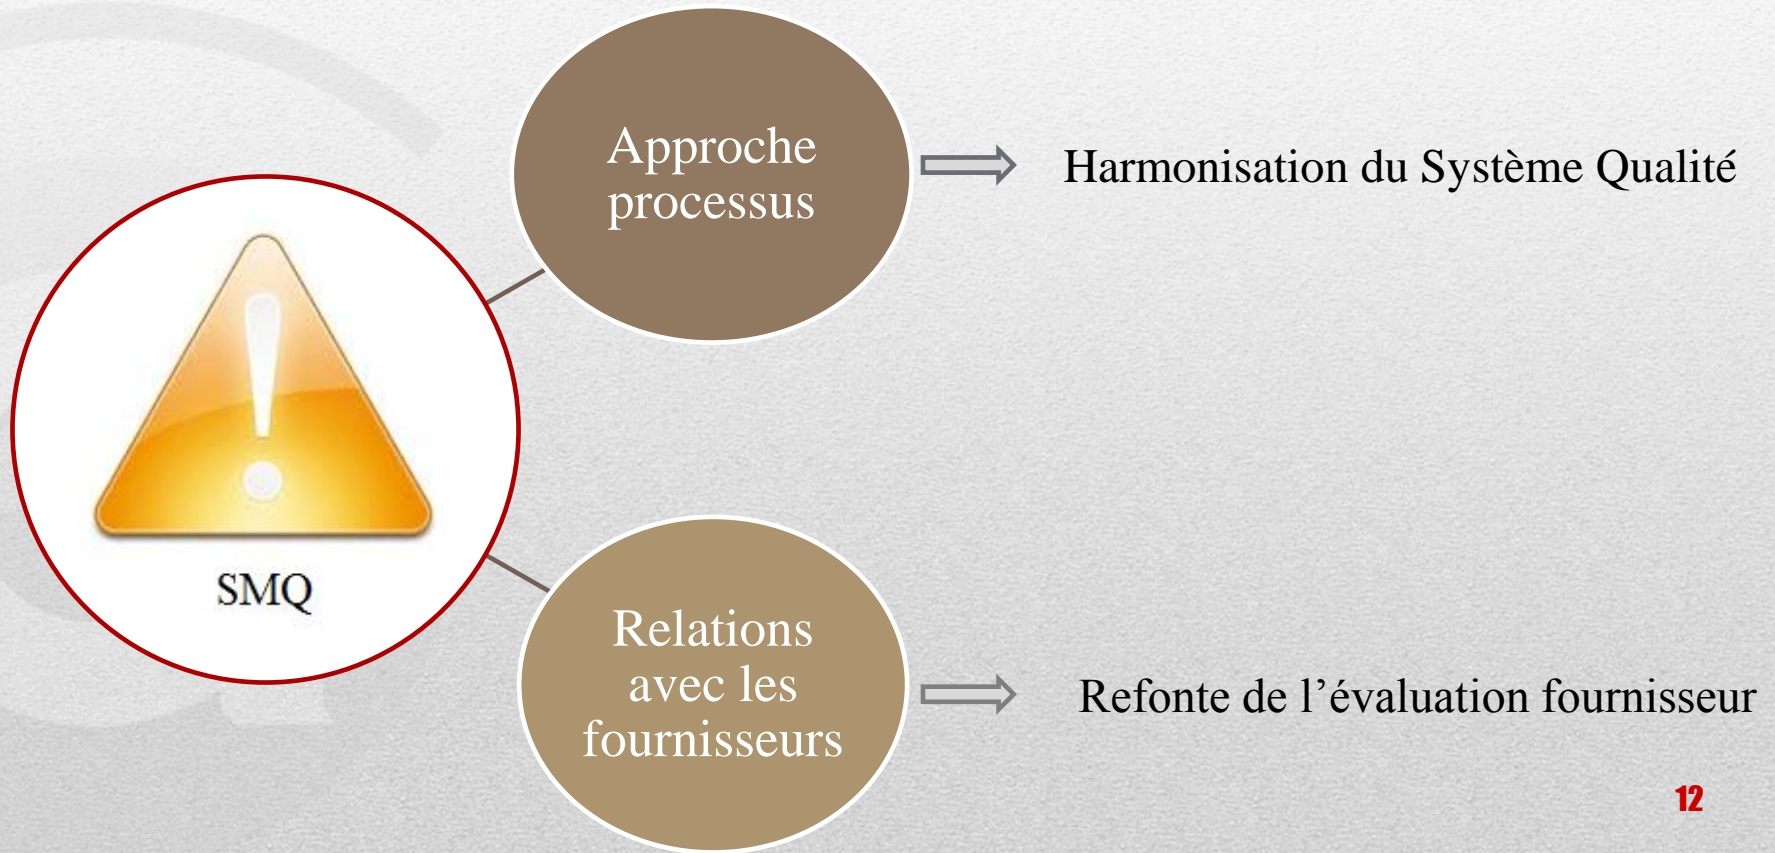 Approche
processus
Harmonisation du Système Qualité
SMQ
Relations
avec les
fournisseurs
Refonte de l’évaluation fournisseur
12